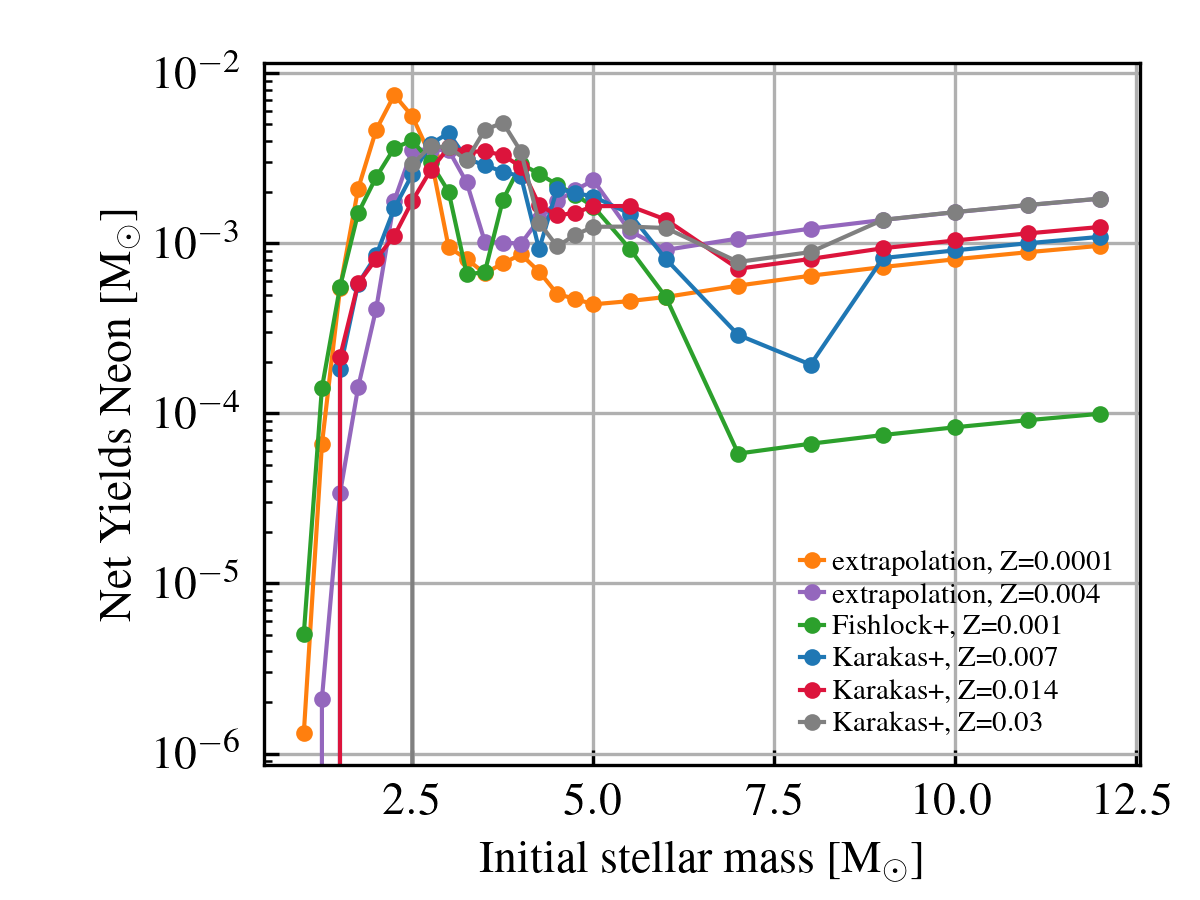 10⁻²
10⁻³
10⁻⁴
10⁻⁵
10⁻⁶
Net Yields Neon [M☉]
extrapolation, Z=0.0001
extrapolation, Z=0.004
Fishlock+, Z=0.001
Karakas+, Z=0.007
Karakas+, Z=0.014
Karakas+, Z=0.03
2.5 5.0 7.5 10.0 12.5
Initial stellar mass [M☉]